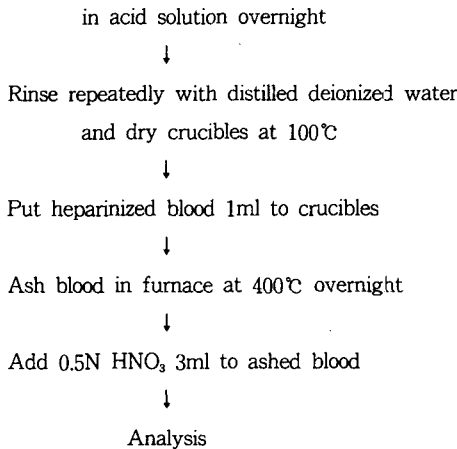 in acid solution overnight
↓
Rinse repeatedly with distilled deionized water
and dry crucibles at 100℃
↓
Put heparinized blood 1ml to crucibles
↓
Ash blood in furnace at 400℃ overnight
↓
Add 0.5N HNO₃ 3ml to ashed blood
↓
Analysis